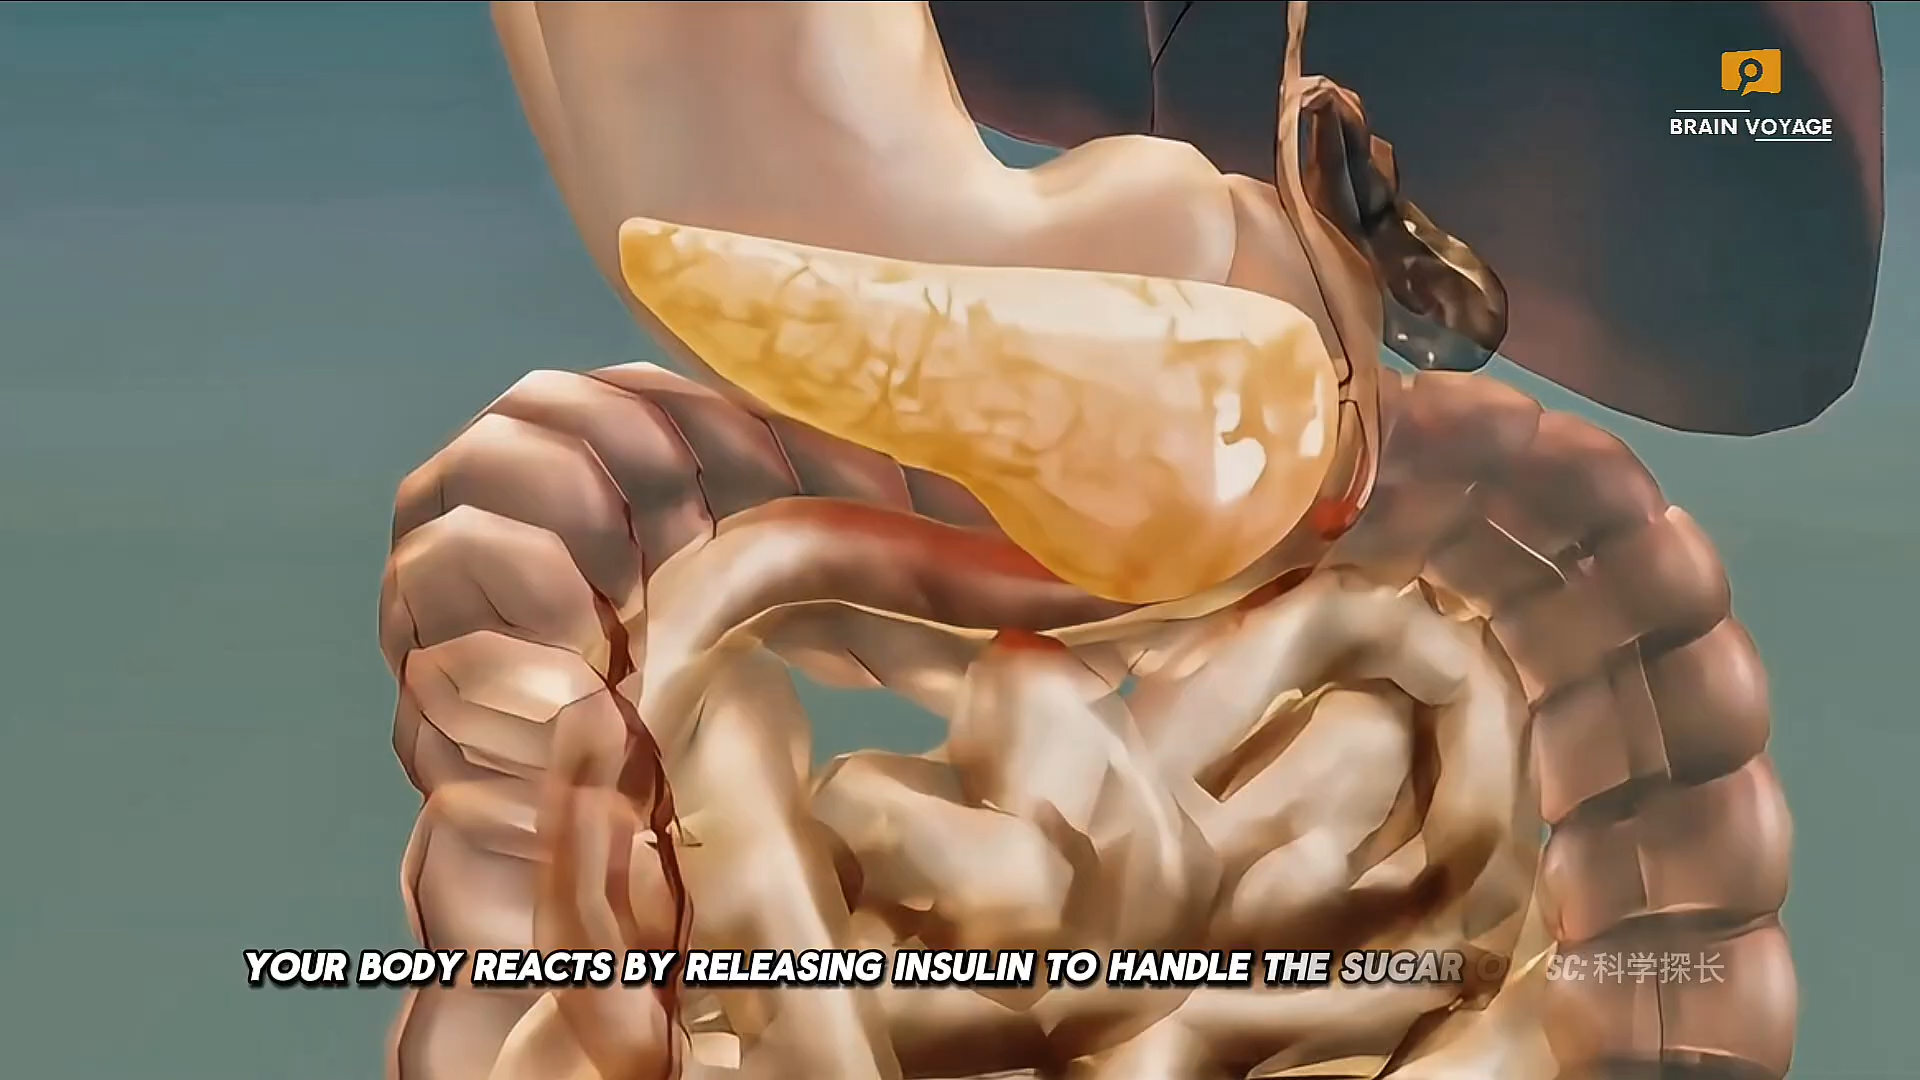 BRAIN VOYAGE
YOUR BODY REACTS BY RELEASING INSULIN TO HANDLE THE SUGAR
SC: 科学探长